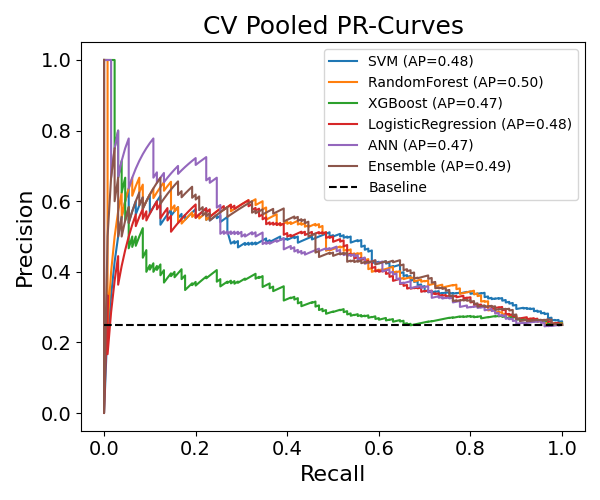 CV Pooled PR-Curves
SVM (AP=0.48)
RandomForest (AP=0.50)
XGBoost (AP=0.47)
LogisticRegression (AP=0.48)
ANN (AP=0.47)
Ensemble (AP=0.49)
Baseline
Precision
1.0
0.8
0.6
0.4
0.2
0.0
0.0 0.2 0.4 0.6 0.8 1.0
Recall